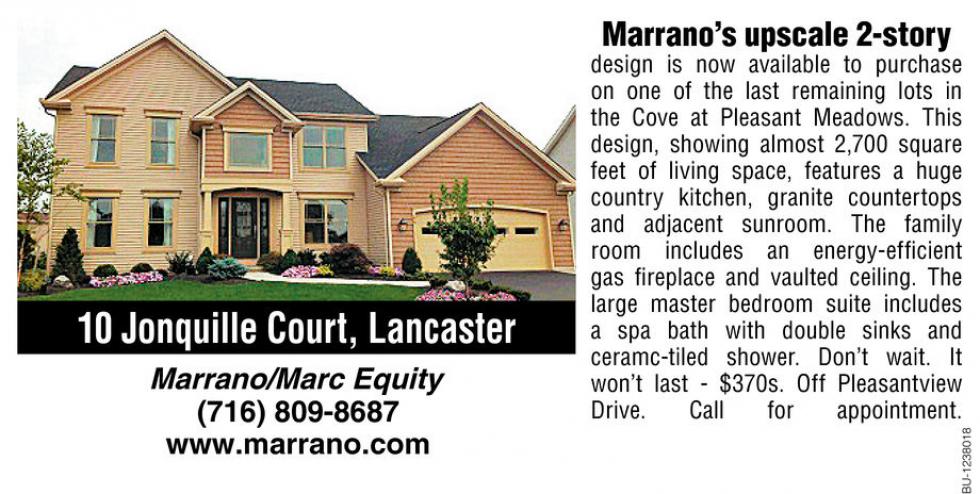 10 Jonquille Court, Lancaster
Marrano/Marc Equity
(716) 809-8687
www.marrano.com
Marrano's upscale 2-story
design is now available to purchase
on one of the last remaining lots in
the Cove at Pleasant Meadows. This
design, showing almost 2,700 square
feet of living space, features a huge
country kitchen, granite countertops
and adjacent sunroom. The family
room includes an energy-efficient
gas fireplace and vaulted ceiling. The
large master bedroom suite includes
a spa bath with double sinks and
ceramc-tiled shower. Don't wait. It
won't last - $370s. Off Pleasantview
Drive. Call for appointment.
BU-1238018